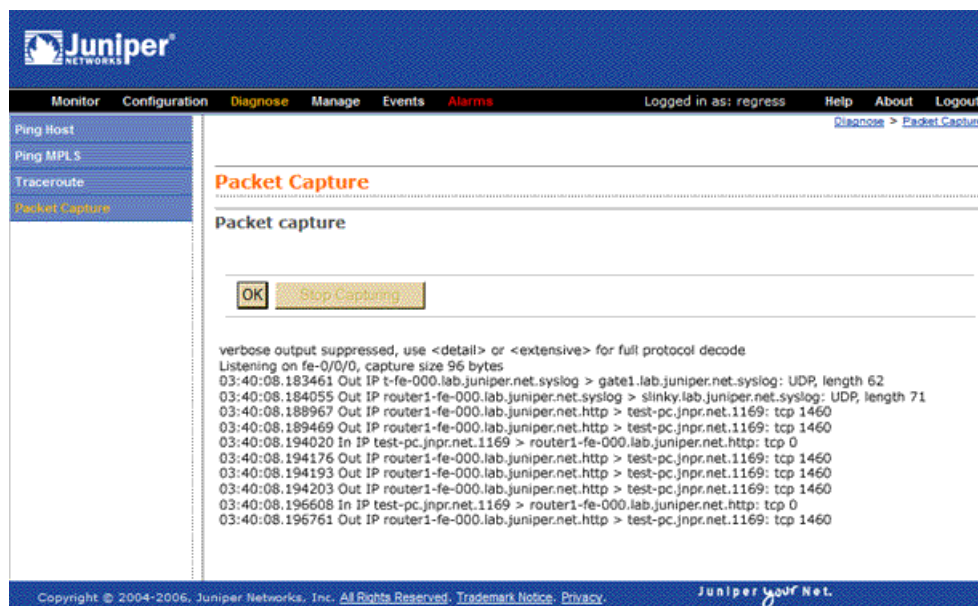 Juniper®
NETWORKS
Monitor Configuration Diagnose Manage Events Alarms Logged in as: regress Help About Logout
Diagnose > Packet Capture
Ping Host
Ping MPLS
Traceroute
Packet Capture
Packet Capture
Packet capture
OK Stop Capturing
verbose output suppressed, use <detail> or <extensive> for full protocol decode
Listening on fe-0/0/0, capture size 96 bytes
03:40:08.183461 Out IP t-fe-000.lab.juniper.net.syslog > gate1.lab.juniper.net.syslog: UDP, length 62
03:40:08.184055 Out IP router1-fe-000.lab.juniper.net.syslog > slinky.lab.juniper.net.syslog: UDP, length 71
03:40:08.188967 Out IP router1-fe-000.lab.juniper.net.http > test-pc.jnpr.net.1169: tcp 1460
03:40:08.189469 Out IP router1-fe-000.lab.juniper.net.http > test-pc.jnpr.net.1169: tcp 1460
03:40:08.194020 In IP test-pc.jnpr.net.1169 > router1-fe-000.lab.juniper.net.http: tcp 0
03:40:08.194176 Out IP router1-fe-000.lab.juniper.net.http > test-pc.jnpr.net.1169: tcp 1460
03:40:08.194193 Out IP router1-fe-000.lab.juniper.net.http > test-pc.jnpr.net.1169: tcp 1460
03:40:08.194203 Out IP router1-fe-000.lab.juniper.net.http > test-pc.jnpr.net.1169: tcp 1460
03:40:08.196608 In IP test-pc.jnpr.net.1169 > router1-fe-000.lab.juniper.net.http: tcp 0
03:40:08.196761 Out IP router1-fe-000.lab.juniper.net.http > test-pc.jnpr.net.1169: tcp 1460
Copyright © 2004-2006, Juniper Networks, Inc. All Rights Reserved. Trademark Notice. Privacy. Juniper your Net.